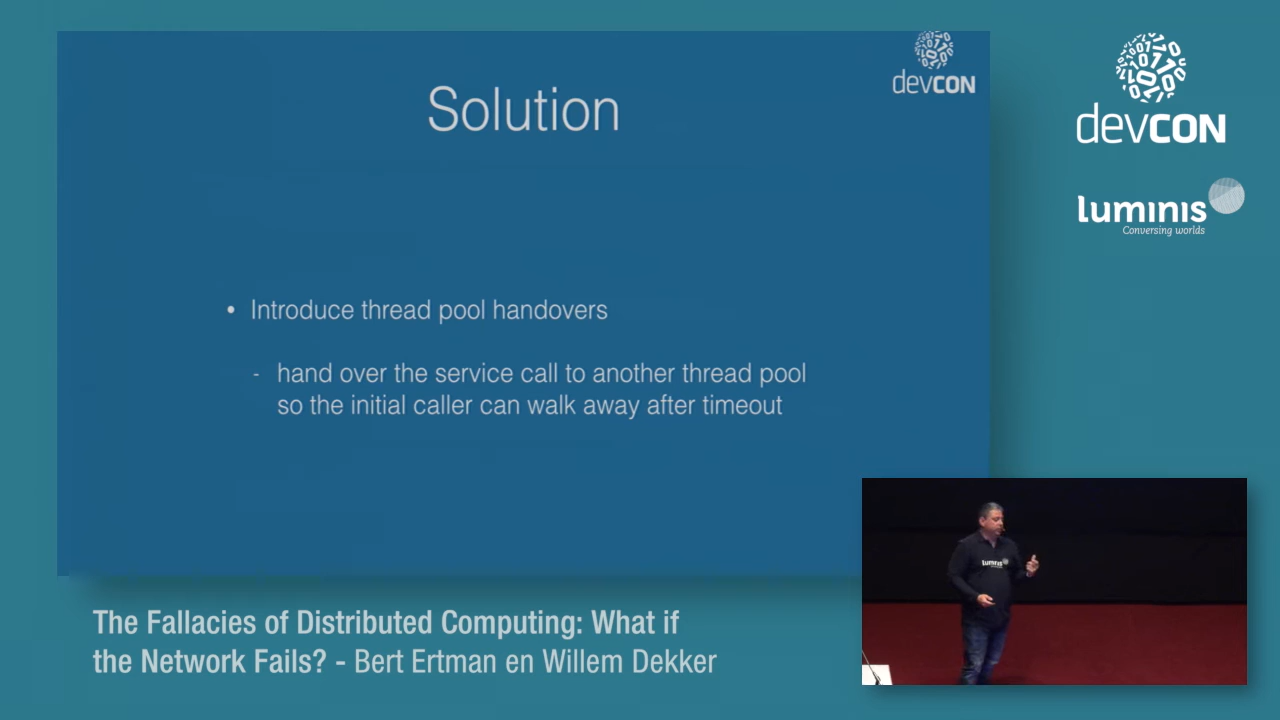 devCON
Solution
• Introduce thread pool handovers
- hand over the service call to another thread pool
so the initial caller can walk away after timeout
devCON
luminis
Conversing worlds
luminis
The Fallacies of Distributed Computing: What if
the Network Fails? - Bert Ertman en Willem Dekker